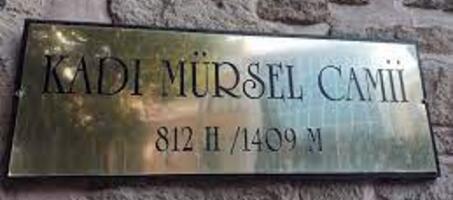 KADI MÜRSEL CAMİİ
812 H /1409 M